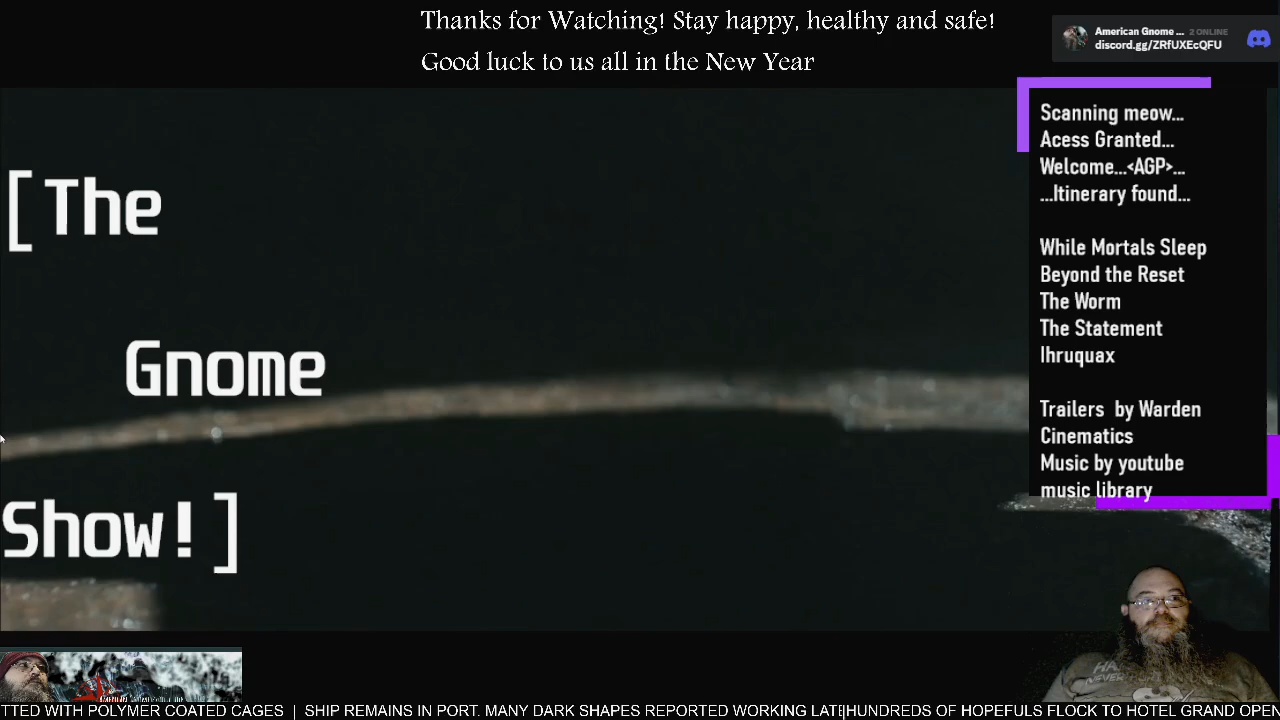 Thanks for Watching! Stay happy, healthy and safe!
Good luck to us all in the New Year
American Gnome ... 2 ONLINE
discord.gg/ZRfUXEcQFU
[The
Gnome
Show!]
Scanning meow...
Acess Granted...
Welcome...<AGP>...
...Itinerary found...
While Mortals Sleep
Beyond the Reset
The Worm
The Statement
Ihruquax
Trailers by Warden
Cinematics
Music by youtube
music library
TTED WITH POLYMER COATED CAGES | SHIP REMAINS IN PORT. MANY DARK SHAPES REPORTED WORKING LATE|HUNDREDS OF HOPEFULS FLOCK TO HOTEL GRAND OPEN